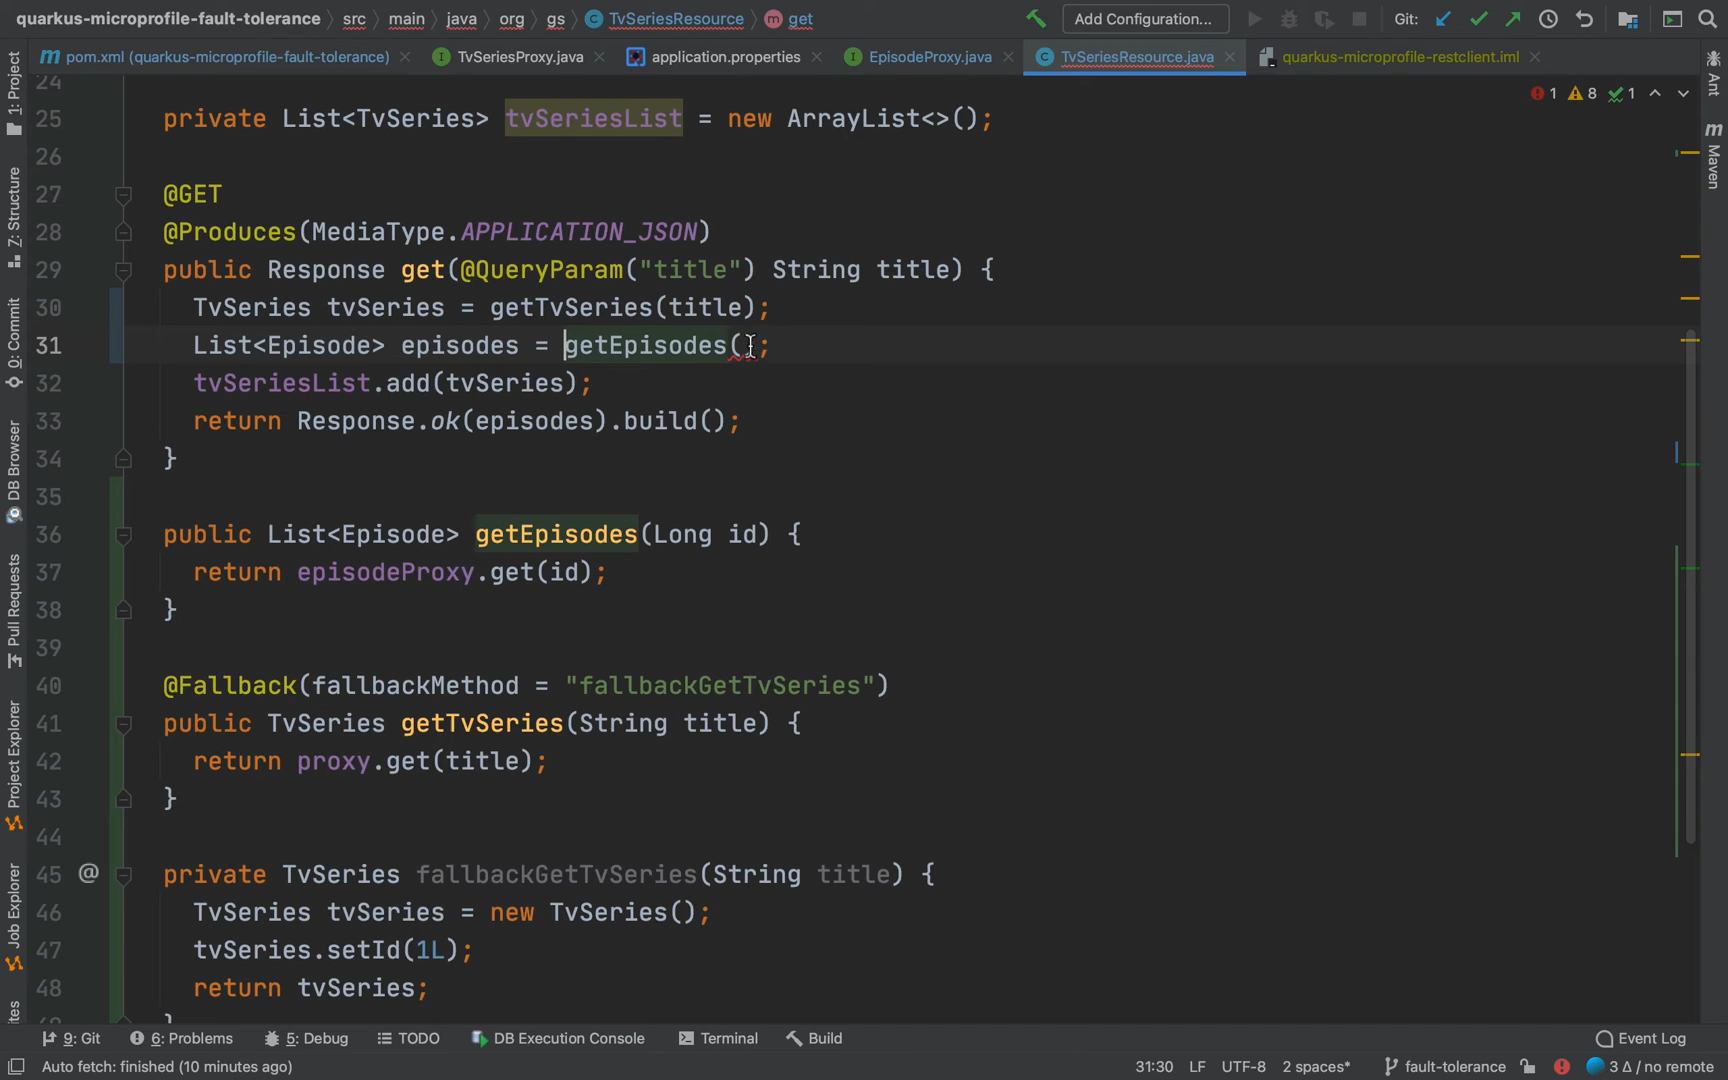 quarkus-microprofile-fault-tolerance src main java org gs TvSeriesResource get Add Configuration... Git:
pom.xml (quarkus-microprofile-fault-tolerance) TvSeriesProxy.java application.properties EpisodeProxy.java TvSeriesResource.java quarkus-microprofile-restclient.iml
1 8 1
24
25 private List<TvSeries> tvSeriesList = new ArrayList<>();
26
27 @GET
28 @Produces(MediaType.APPLICATION_JSON)
29 public Response get(@QueryParam("title") String title) {
30 TvSeries tvSeries = getTvSeries(title);
31 List<Episode> episodes = getEpisodes();
32 tvSeriesList.add(tvSeries);
33 return Response.ok(episodes).build();
34 }
35
36 public List<Episode> getEpisodes(Long id) {
37 return episodeProxy.get(id);
38 }
39
40 @Fallback(fallbackMethod = "fallbackGetTvSeries")
41 public TvSeries getTvSeries(String title) {
42 return proxy.get(title);
43 }
44
45 @ private TvSeries fallbackGetTvSeries(String title) {
46 TvSeries tvSeries = new TvSeries();
47 tvSeries.setId(1L);
48 return tvSeries;
}
1: Project
7: Structure
0: Commit
DB Browser
Pull Requests
Project Explorer
Job Explorer
Ant
Maven
9: Git 6: Problems 5: Debug TODO DB Execution Console Terminal Build Event Log
Auto fetch: finished (10 minutes ago) 31:30 LF UTF-8 2 spaces* fault-tolerance 3 Δ / no remote